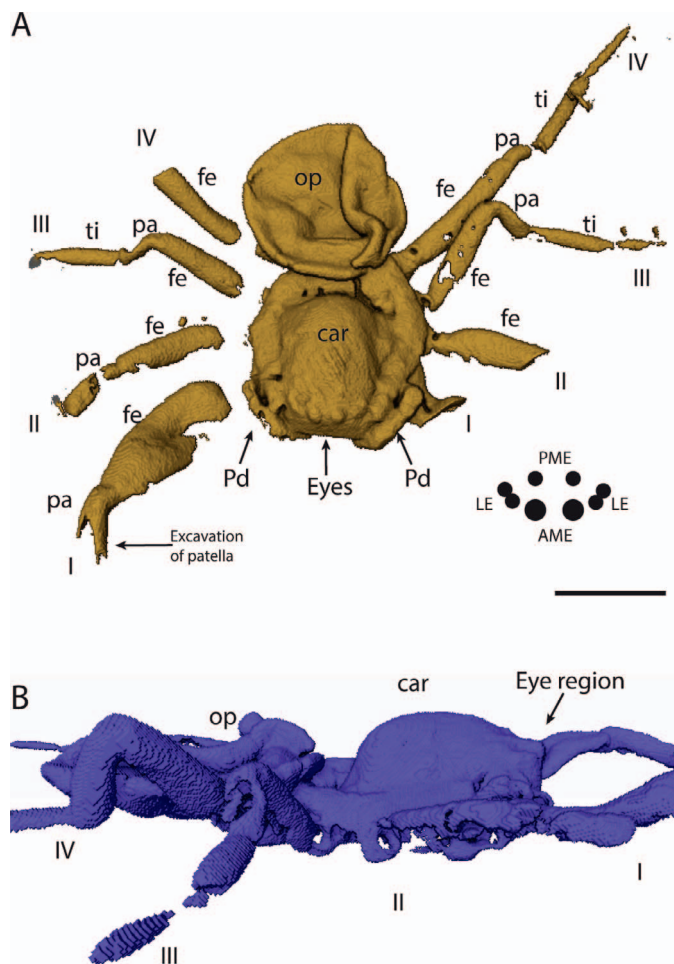 A
IV
ti
IV
pa
fe
op
fe
pa
III
ti
pa
ti
III
fe
fe
car
fe
fe
pa
II
II
fe
I
Pd
Eyes
Pd
PME
pa
LE
LE
AME
Excavation
of patella
I
B
car
Eye region
op
IV
I
II
III